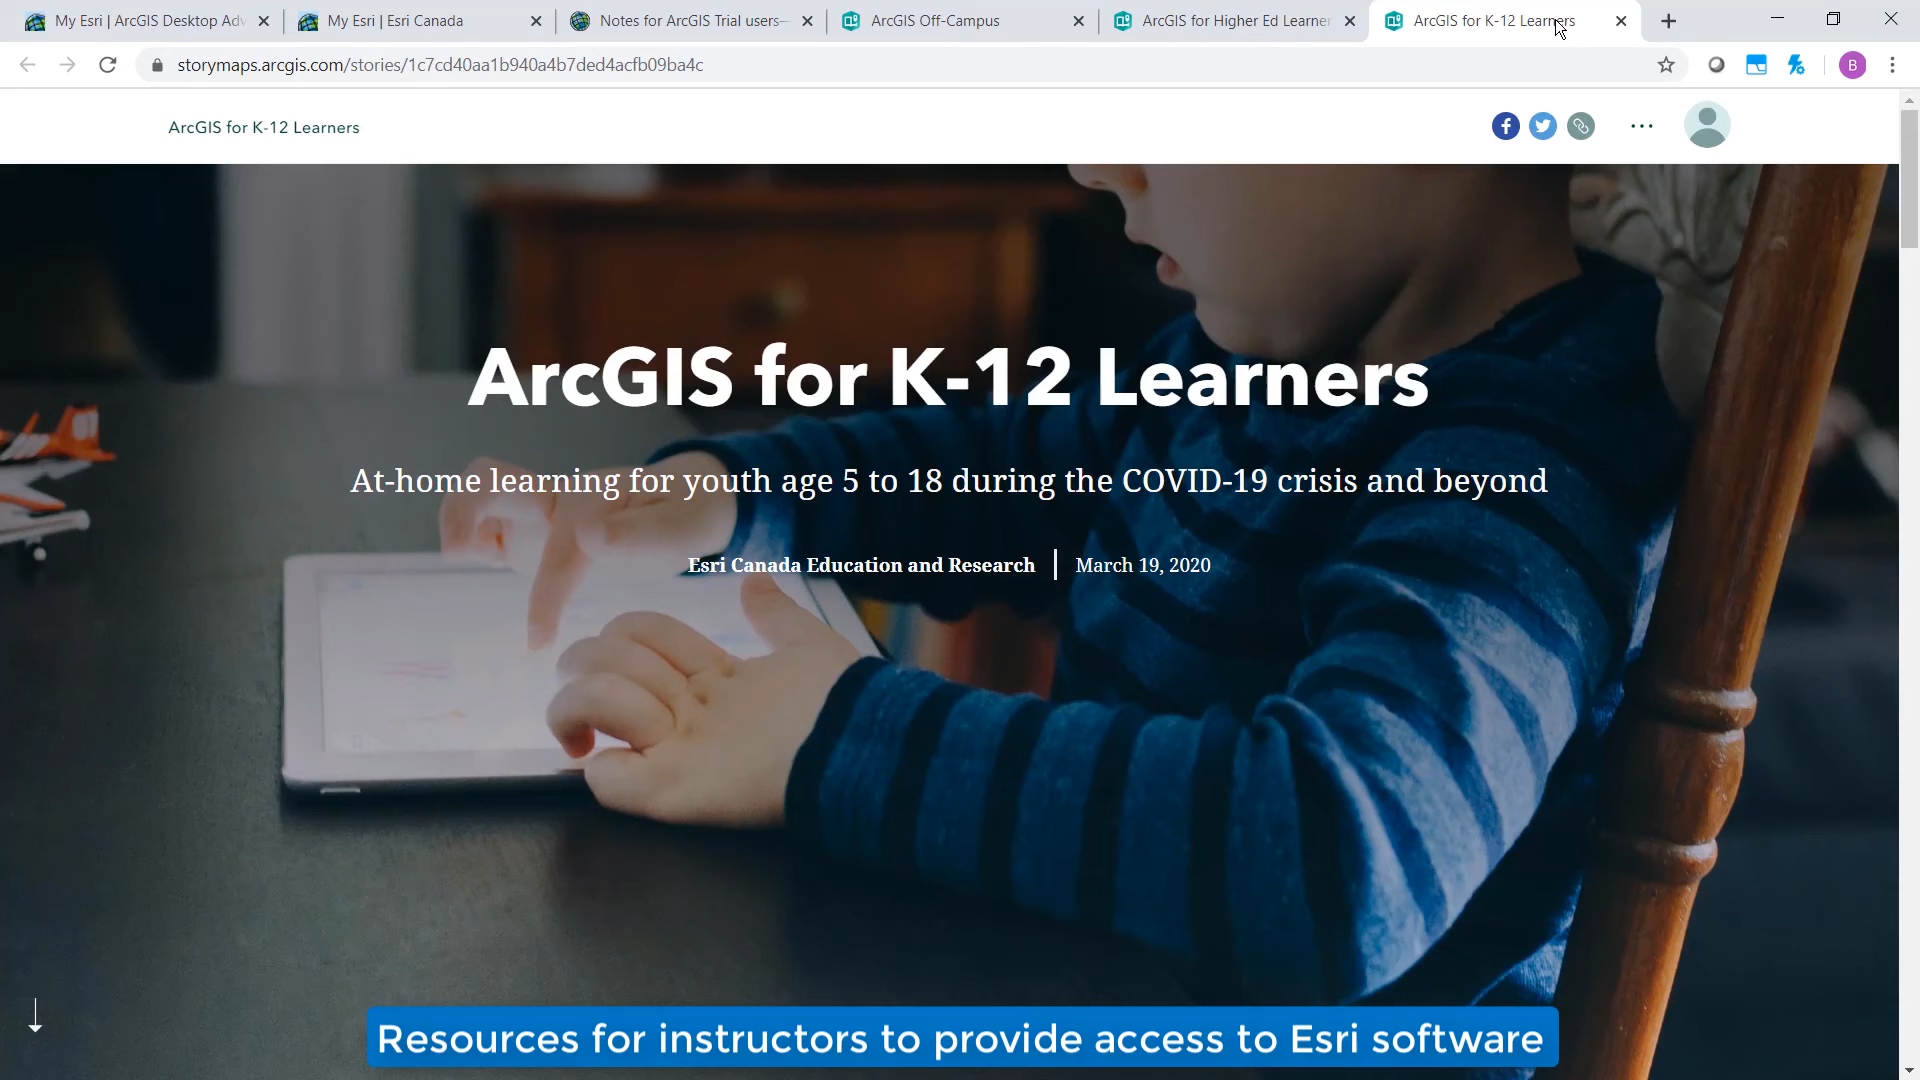 My Esri | ArcGIS Desktop Adv
My Esri | Esri Canada
Notes for ArcGIS Trial users—
ArcGIS Off-Campus
ArcGIS for Higher Ed Learner
ArcGIS for K-12 Learners
storymaps.arcgis.com/stories/1c7cd40aa1b940a4b7ded4acfb09ba4c
B
ArcGIS for K-12 Learners
ArcGIS for K-12 Learners
At-home learning for youth age 5 to 18 during the COVID-19 crisis and beyond
Esri Canada Education and Research | March 19, 2020
Resources for instructors to provide access to Esri software